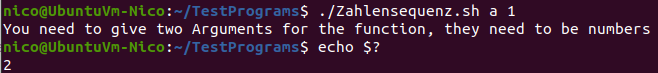 nico@UbuntuVm-Nico:~/TestPrograms$ ./Zahlensequenz.sh a 1
You need to give two Arguments for the function, they need to be numbers
nico@UbuntuVm-Nico:~/TestPrograms$ echo $?
2